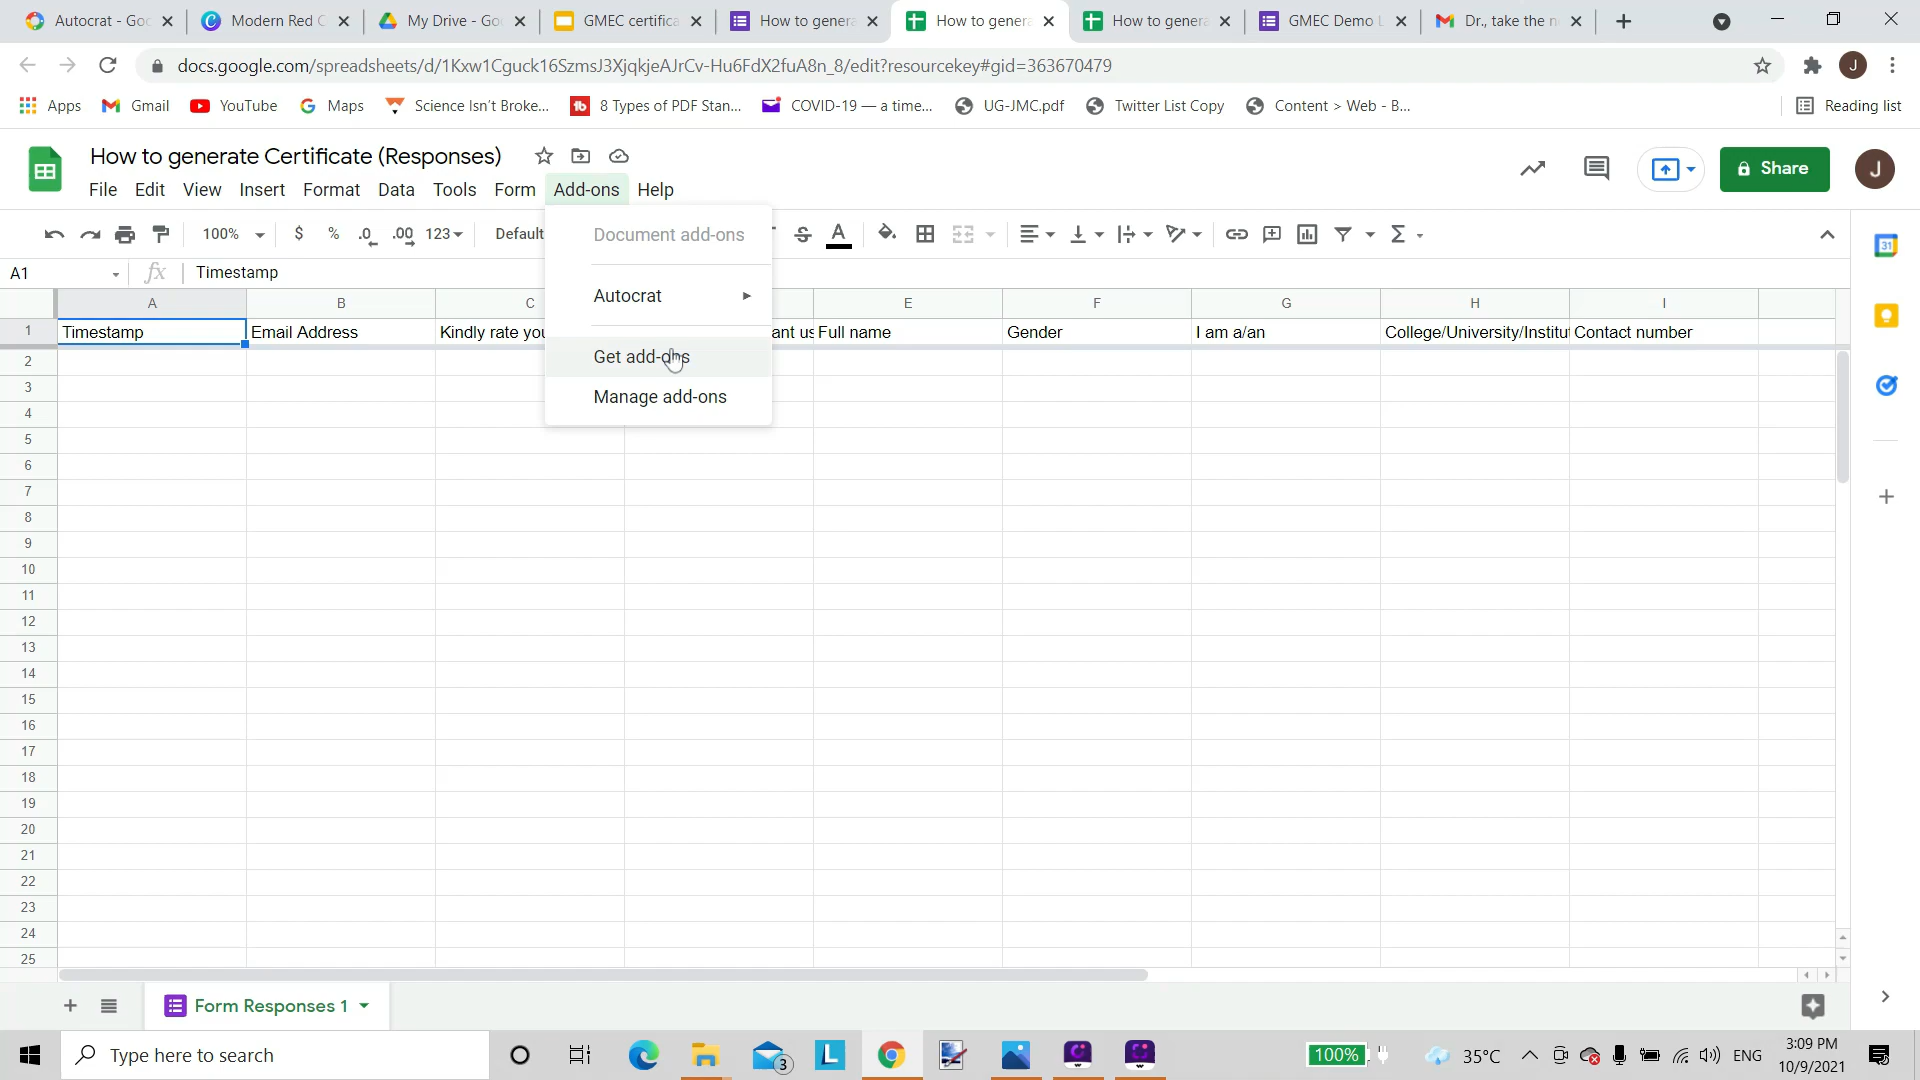 Autocrat - Goo
Modern Red C
My Drive - Goo
GMEC certifica
How to genera
How to genera
How to genera
GMEC Demo L
Dr., take the n
docs.google.com/spreadsheets/d/1Kxw1Cguck16SzmsJ3XjqkjeAJrCv-Hu6FdX2fuA8n_8/edit?resourcekey#gid=363670479
J
Apps
Gmail
YouTube
Maps
Science Isn't Broke...
8 Types of PDF Stan...
COVID-19 — a time...
UG-JMC.pdf
Twitter List Copy
Content > Web - B...
Reading list
How to generate Certificate (Responses)
Share
J
File Edit View Insert Format Data Tools Form Add-ons Help
100% $ % .0 .00 123 Default
Document add-ons
Autocrat
Get add-ons
Manage add-ons
A1 fx Timestamp
A B C E F G H I
1 Timestamp Email Address Kindly rate you ant us Full name Gender I am a/an College/University/Institut Contact number
2
3
4
5
6
7
8
9
10
11
12
13
14
15
16
17
18
19
20
21
22
23
24
25
Form Responses 1
Type here to search
3
L
100%
35°C
ENG
3:09 PM
10/9/2021